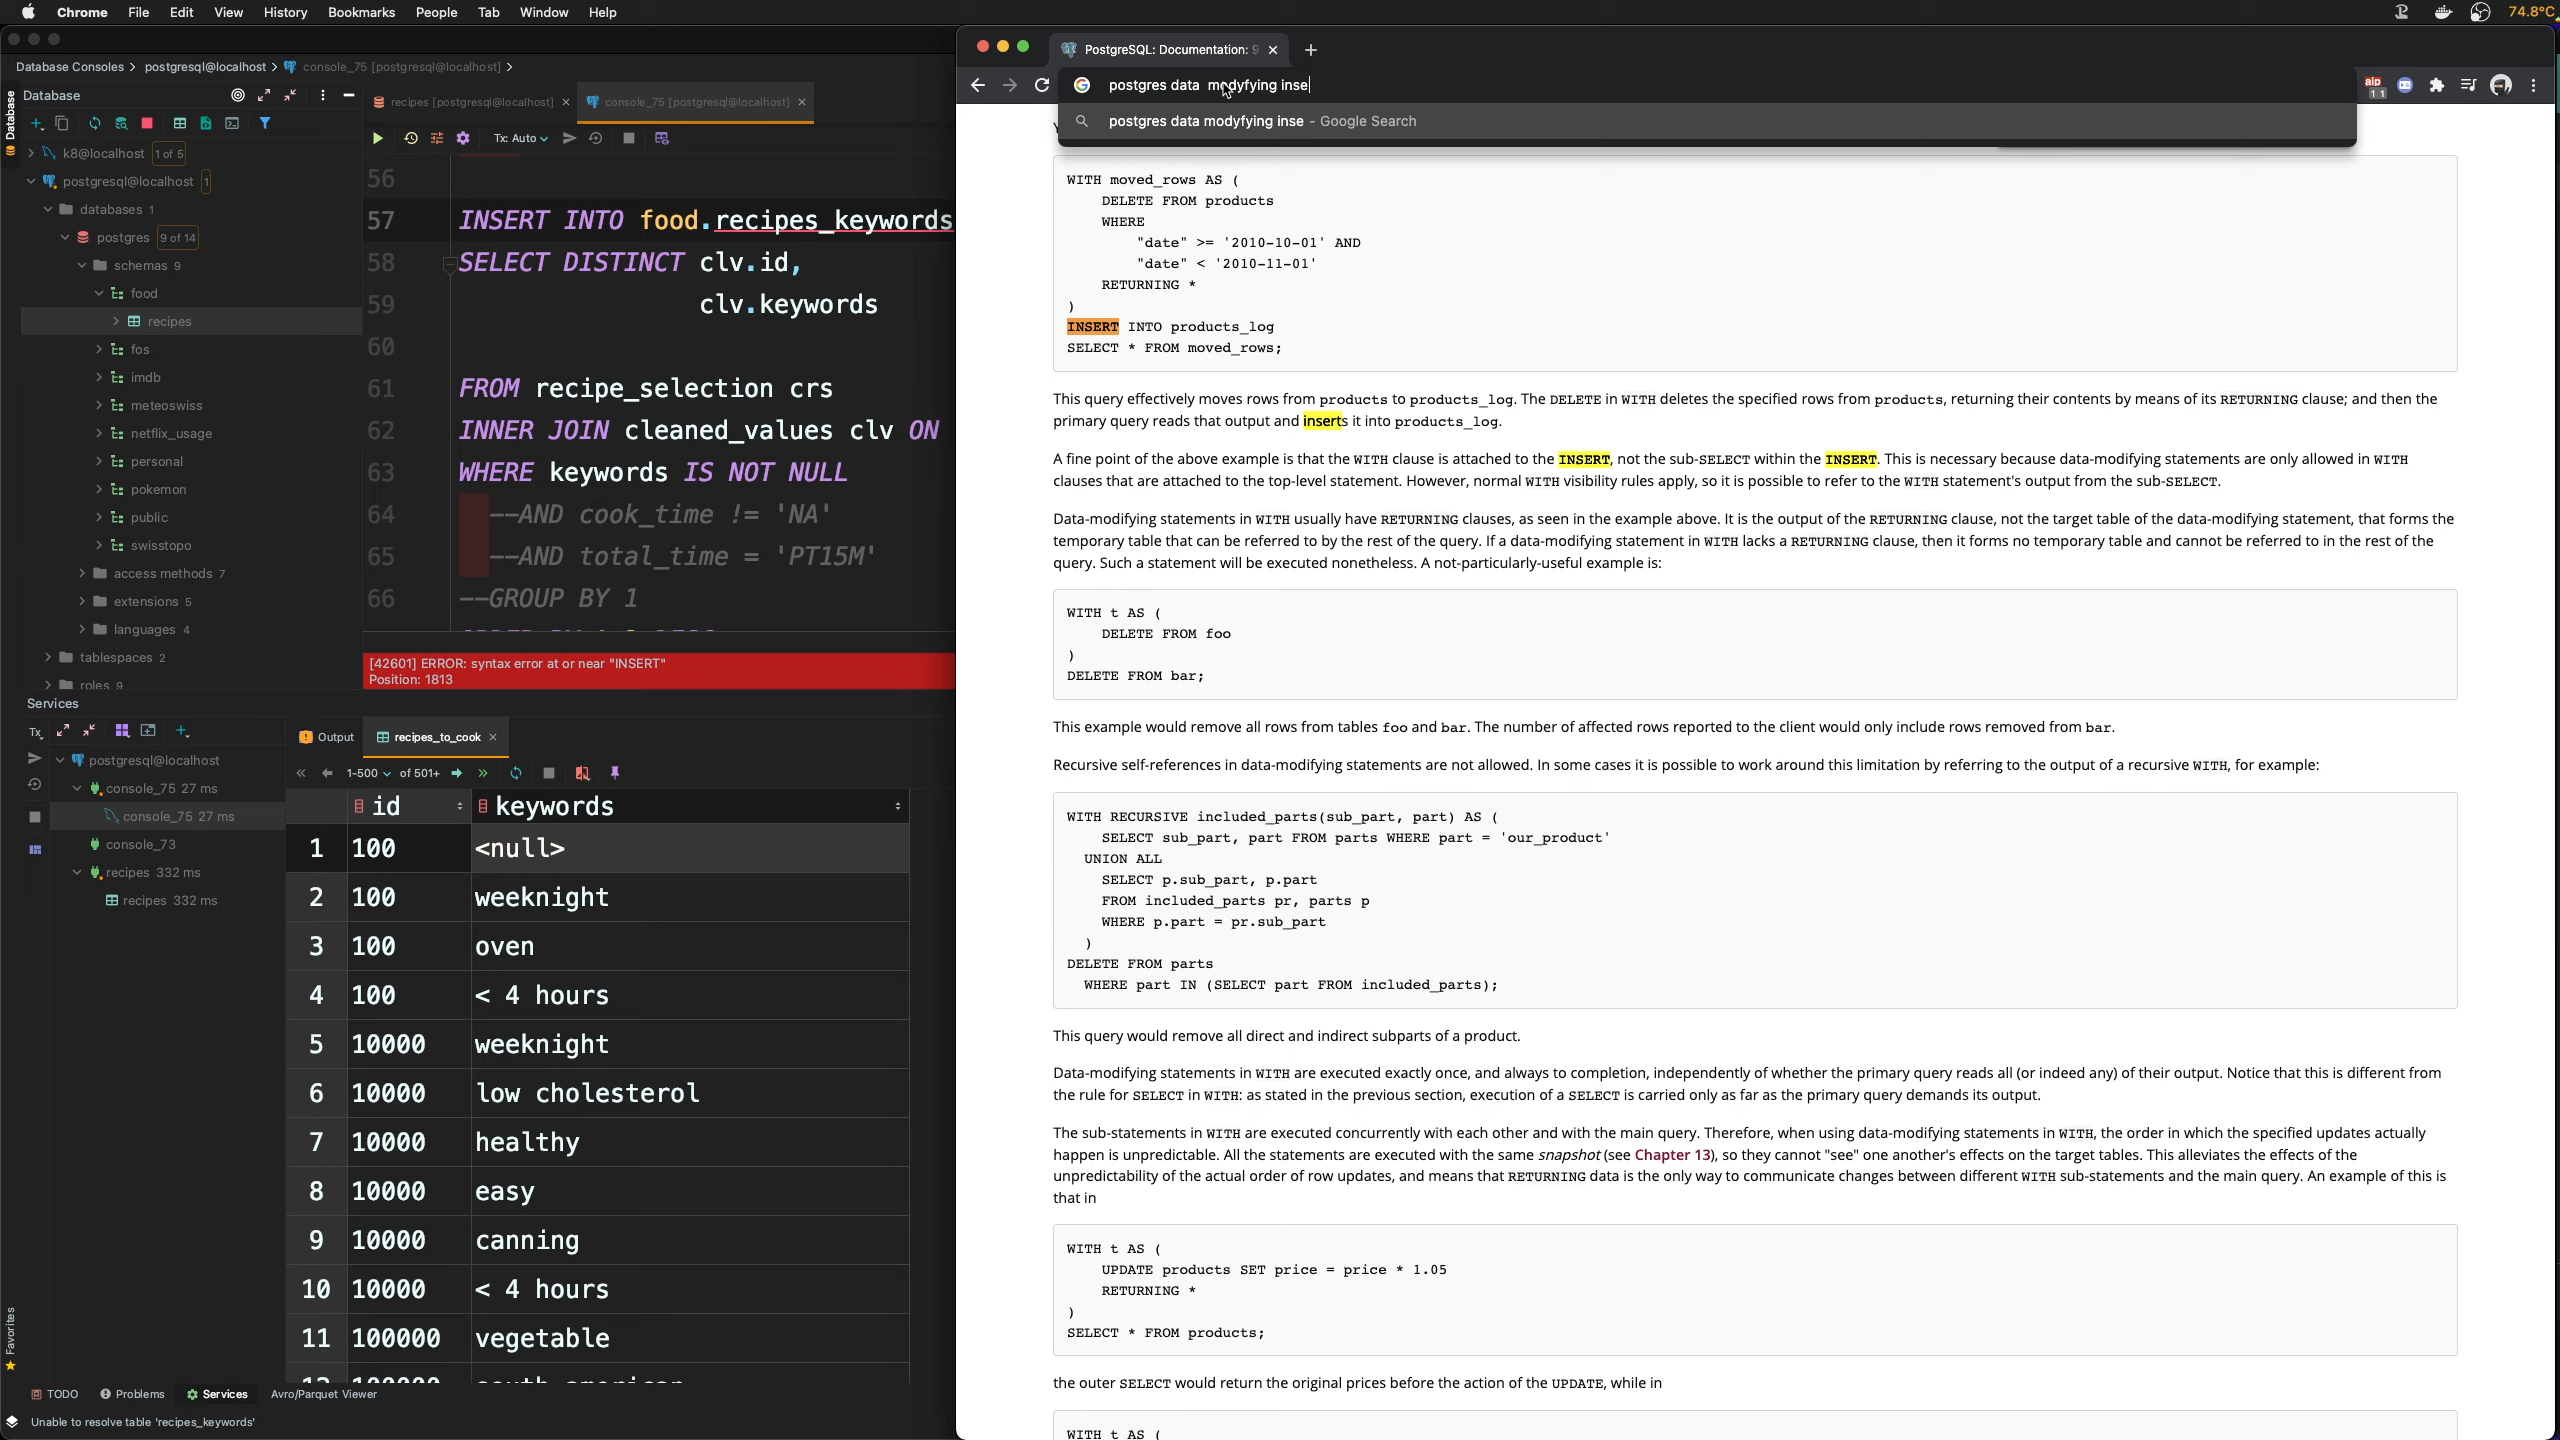 Chrome File Edit View History Bookmarks People Tab Window Help
74.8°C
Database Consoles postgresql@localhost console_75 [postgresql@localhost]
Database
Database
recipes [postgresql@localhost]
console_75 [postgresql@localhost]
Tx: Auto
k8@localhost 1 of 5
postgresql@localhost 1
databases 1
postgres 9 of 14
schemas 9
food
recipes
fos
imdb
meteoswiss
netflix_usage
personal
pokemon
public
swisstopo
access methods 7
extensions 5
languages 4
tablespaces 2
roles 9
56
57 INSERT INTO food.recipes_keywords
58 SELECT DISTINCT clv.id,
59 clv.keywords
60
61 FROM recipe_selection crs
62 INNER JOIN cleaned_values clv ON
63 WHERE keywords IS NOT NULL
64 --AND cook_time != 'NA'
65 --AND total_time = 'PT15M'
66 --GROUP BY 1
[42601] ERROR: syntax error at or near "INSERT"
Position: 1813
Services
Tx
postgresql@localhost
console_75 27 ms
console_75 27 ms
console_73
recipes 332 ms
recipes 332 ms
Output
recipes_to_cook
1-500 of 501+
id keywords
1 100 <null>
2 100 weeknight
3 100 oven
4 100 < 4 hours
5 10000 weeknight
6 10000 low cholesterol
7 10000 healthy
8 10000 easy
9 10000 canning
10 10000 < 4 hours
11 100000 vegetable
Favorites
TODO Problems Services Avro/Parquet Viewer
Unable to resolve table 'recipes_keywords'
PostgreSQL: Documentation: 9
postgres data  modyfying inse
postgres data modyfying inse - Google Search
aip
1 1
WITH moved_rows AS (
DELETE FROM products
WHERE
"date" >= '2010-10-01' AND
"date" < '2010-11-01'
RETURNING *
)
INSERT INTO products_log
SELECT * FROM moved_rows;
This query effectively moves rows from products to products_log. The DELETE in WITH deletes the specified rows from products, returning their contents by means of its RETURNING clause; and then the
primary query reads that output and inserts it into products_log.
A fine point of the above example is that the WITH clause is attached to the INSERT, not the sub-SELECT within the INSERT. This is necessary because data-modifying statements are only allowed in WITH
clauses that are attached to the top-level statement. However, normal WITH visibility rules apply, so it is possible to refer to the WITH statement's output from the sub-SELECT.
Data-modifying statements in WITH usually have RETURNING clauses, as seen in the example above. It is the output of the RETURNING clause, not the target table of the data-modifying statement, that forms the
temporary table that can be referred to by the rest of the query. If a data-modifying statement in WITH lacks a RETURNING clause, then it forms no temporary table and cannot be referred to in the rest of the
query. Such a statement will be executed nonetheless. A not-particularly-useful example is:
WITH t AS (
DELETE FROM foo
)
DELETE FROM bar;
This example would remove all rows from tables foo and bar. The number of affected rows reported to the client would only include rows removed from bar.
Recursive self-references in data-modifying statements are not allowed. In some cases it is possible to work around this limitation by referring to the output of a recursive WITH, for example:
WITH RECURSIVE included_parts(sub_part, part) AS (
SELECT sub_part, part FROM parts WHERE part = 'our_product'
UNION ALL
SELECT p.sub_part, p.part
FROM included_parts pr, parts p
WHERE p.part = pr.sub_part
)
DELETE FROM parts
WHERE part IN (SELECT part FROM included_parts);
This query would remove all direct and indirect subparts of a product.
Data-modifying statements in WITH are executed exactly once, and always to completion, independently of whether the primary query reads all (or indeed any) of their output. Notice that this is different from
the rule for SELECT in WITH: as stated in the previous section, execution of a SELECT is carried only as far as the primary query demands its output.
The sub-statements in WITH are executed concurrently with each other and with the main query. Therefore, when using data-modifying statements in WITH, the order in which the specified updates actually
happen is unpredictable. All the statements are executed with the same snapshot (see Chapter 13), so they cannot "see" one another's effects on the target tables. This alleviates the effects of the
unpredictability of the actual order of row updates, and means that RETURNING data is the only way to communicate changes between different WITH sub-statements and the main query. An example of this is
that in
WITH t AS (
UPDATE products SET price = price * 1.05
RETURNING *
)
SELECT * FROM products;
the outer SELECT would return the original prices before the action of the UPDATE, while in
WITH t AS (